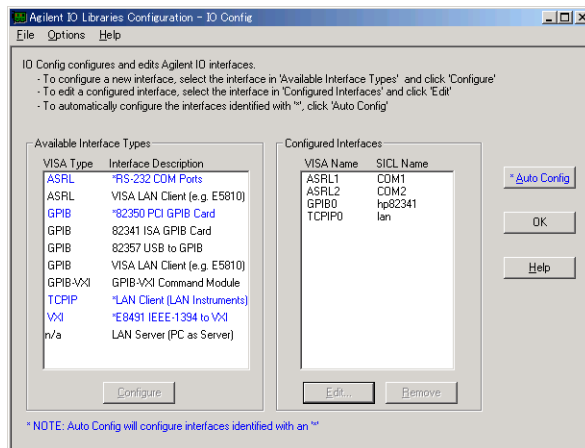 Agilent IO Libraries Configuration - IO Config
File Options Help
IO Config configures and edits Agilent IO interfaces.
- To configure a new interface, select the interface in 'Available Interface Types' and click 'Configure'
- To edit a configured interface, select the interface in 'Configured Interfaces' and click 'Edit'
- To automatically configure the interfaces identified with '*', click 'Auto Config'
Available Interface Types
VISA Type Interface Description
ASRL *RS-232 COM Ports
ASRL VISA LAN Client (e.g. E5810)
GPIB *82350 PCI GPIB Card
GPIB 82341 ISA GPIB Card
GPIB 82357 USB to GPIB
GPIB VISA LAN Client (e.g. E5810)
GPIB-VXI GPIB-VXI Command Module
TCPIP *LAN Client (LAN Instruments)
VXI *E8491 IEEE-1394 to VXI
n/a LAN Server (PC as Server)
Configure
Configured Interfaces
VISA Name SICL Name
ASRL1 COM1
ASRL2 COM2
GPIB0 hp82341
TCPIP0 lan
Edit... Remove
* Auto Config
OK
Help
* NOTE: Auto Config will configure interfaces identified with an '*'